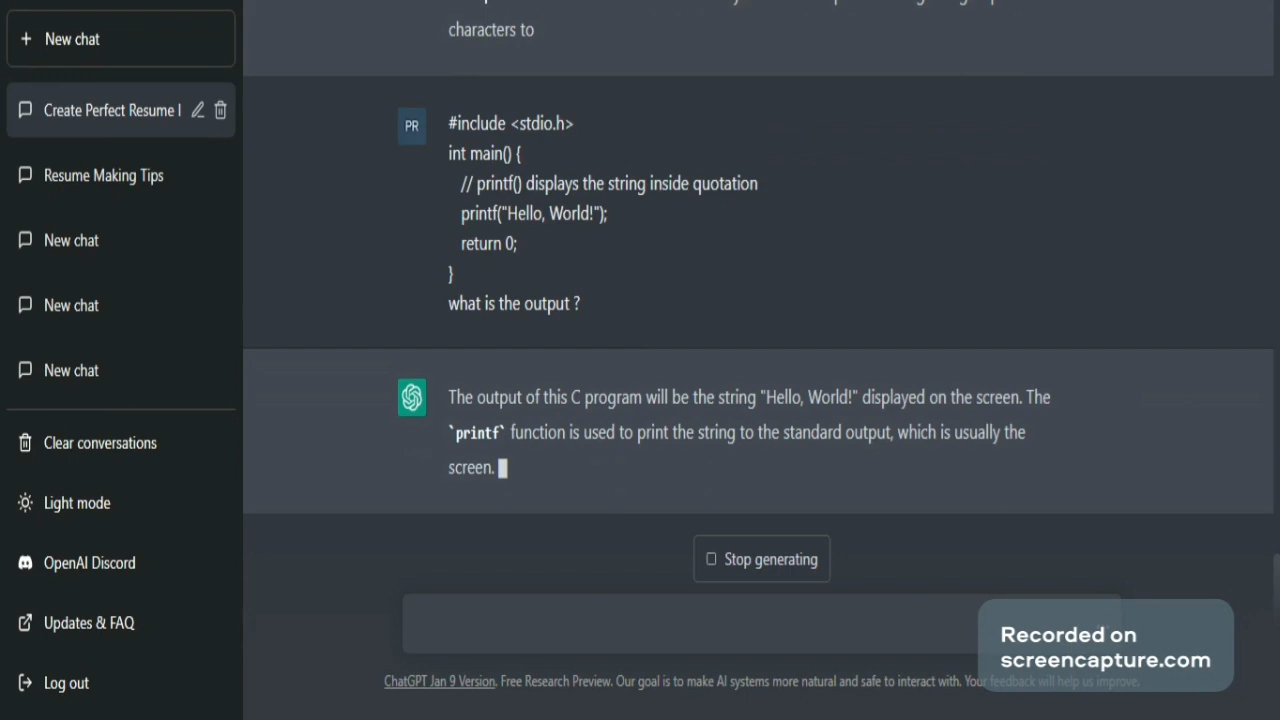 New chat
Create Perfect Resume
Resume Making Tips
New chat
New chat
New chat
Clear conversations
Light mode
OpenAI Discord
Updates & FAQ
Log out
characters to
PR
#include <stdio.h>
int main() {
// printf() displays the string inside quotation
printf("Hello, World!");
return 0;
}
what is the output ?
The output of this C program will be the string "Hello, World!" displayed on the screen. The
`printf` function is used to print the string to the standard output, which is usually the
screen.
Stop generating
ChatGPT Jan 9 Version. Free Research Preview. Our goal is to make AI systems more natural and safe to interact with. Your feedback will help us improve.
Recorded on
screencapture.com